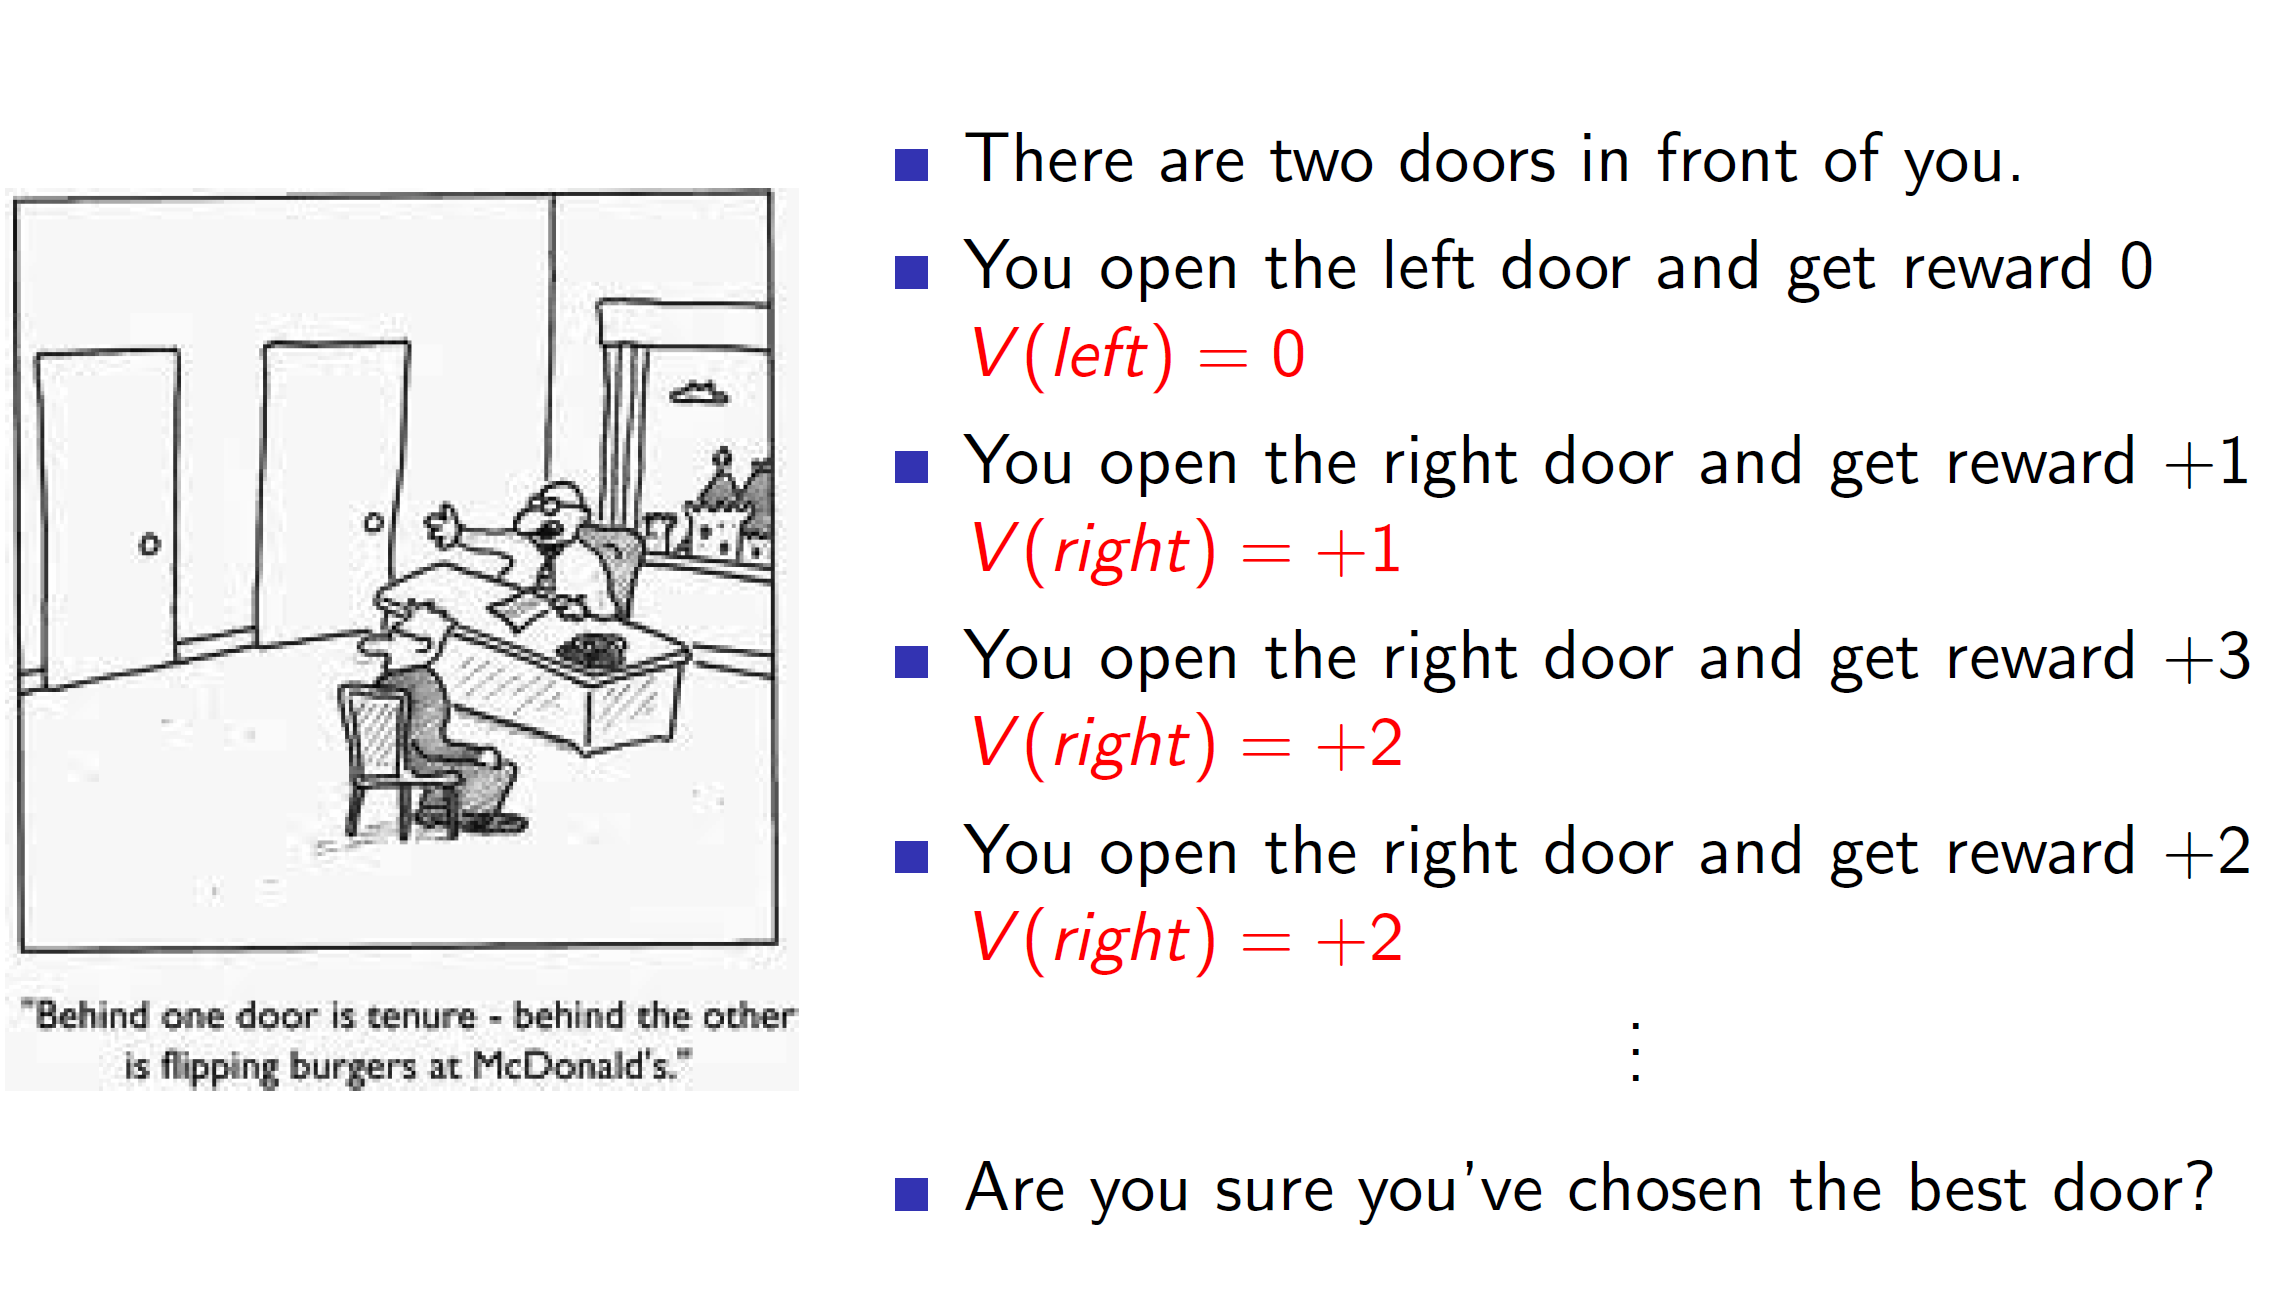 There are two doors in front of you.
You open the left door and get reward 0
V(left) = 0
You open the right door and get reward +1
V(right) = +1
You open the right door and get reward +3
V(right) = +2
You open the right door and get reward +2
V(right) = +2
⋮
Are you sure you've chosen the best door?
"Behind one door is tenure - behind the other
is flipping burgers at McDonald's."